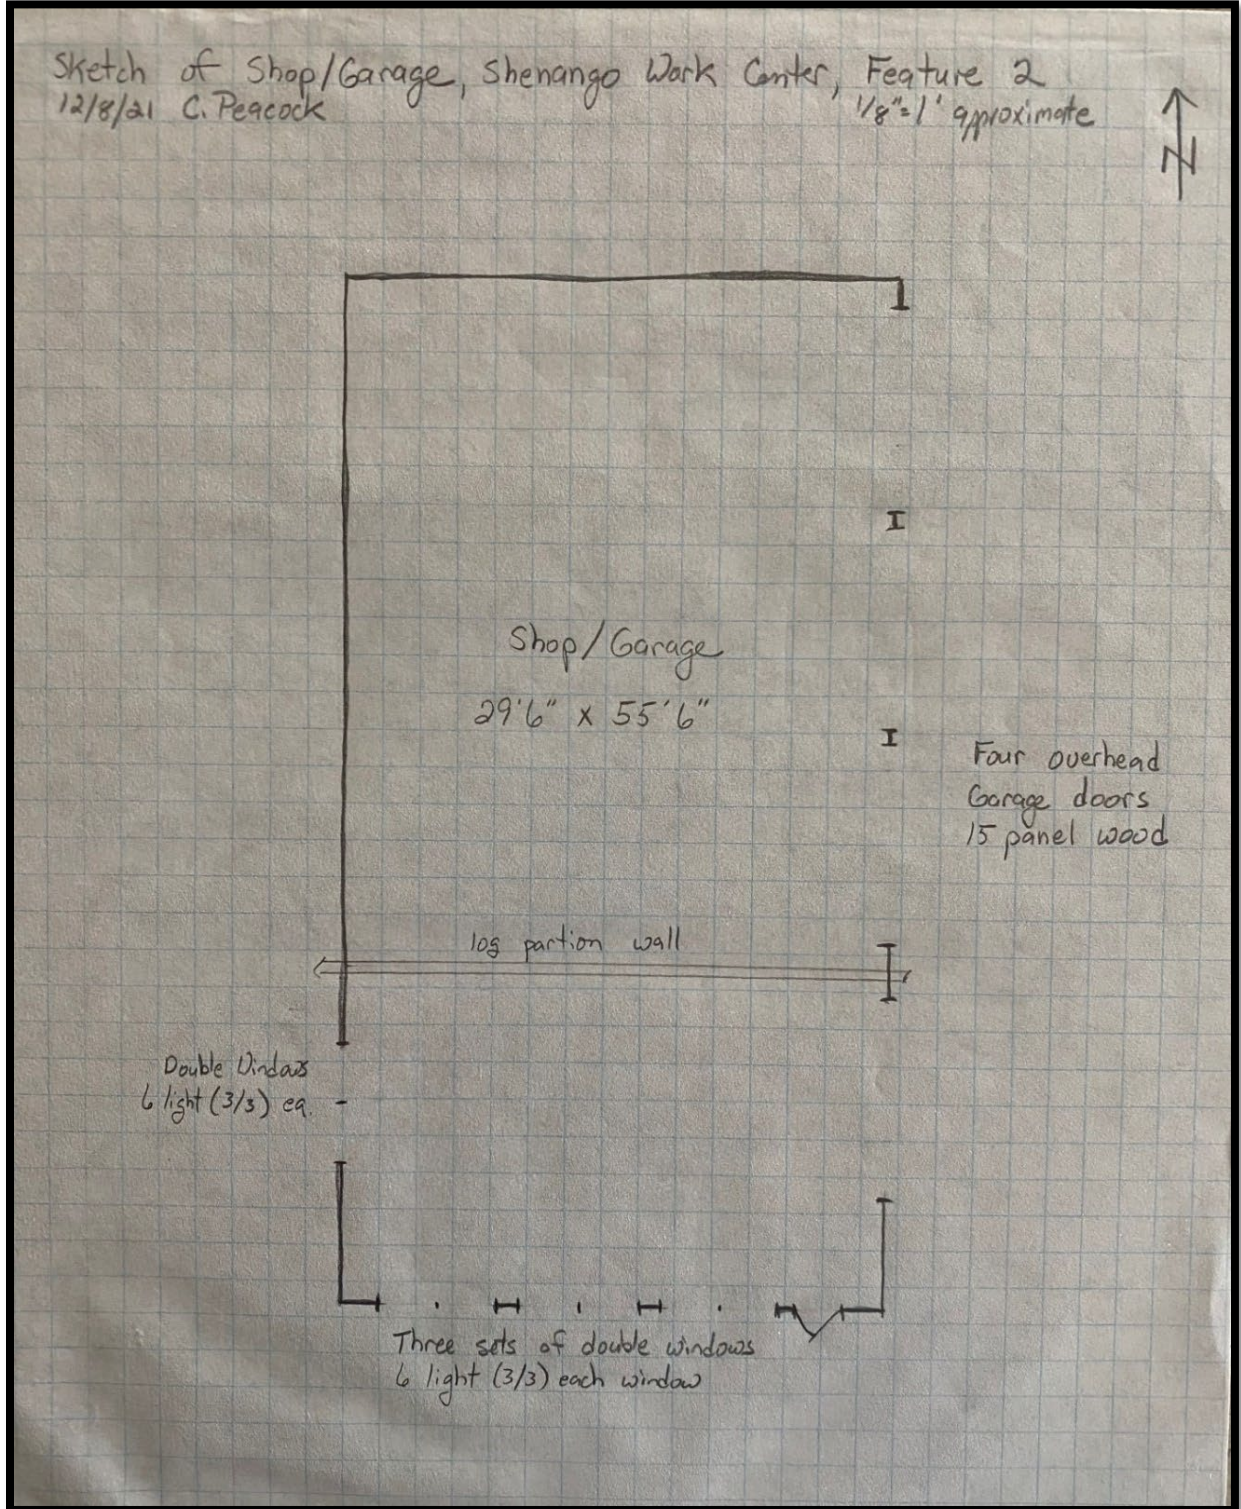 Sketch of Shop/Garage, Shenango Work Center, Feature 2
12/8/21 C. Peacock
1/8"=1' approximate
N
Shop/Garage
29'6" x 55'6"
Four overhead
Garage doors
15 panel wood
log partion wall
Double Windows
6 light (3/3) ea.
Three sets of double windows
6 light (3/3) each window